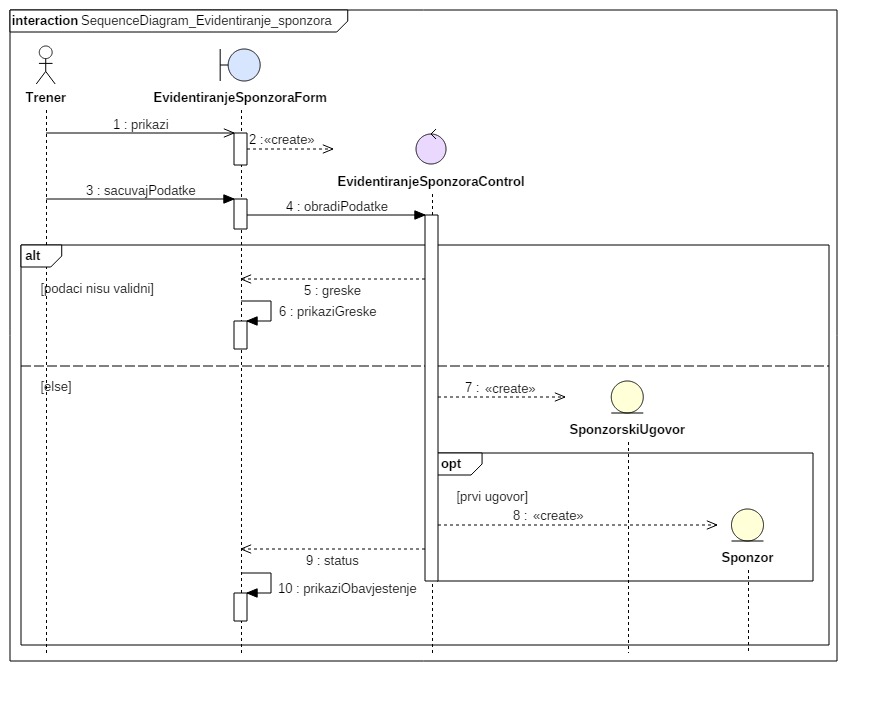 interaction SequenceDiagram_Evidentiranje_sponzora
Trener
EvidentiranjeSponzoraForm
1 : prikazi
2 :«create»
EvidentiranjeSponzoraControl
3 : sacuvajPodatke
4 : obradiPodatke
alt
[podaci nisu validni]
5 : greske
6 : prikaziGreske
[else]
7 : «create»
SponzorskiUgovor
opt
[prvi ugovor]
8 : «create»
Sponzor
9 : status
10 : prikaziObavjestenje